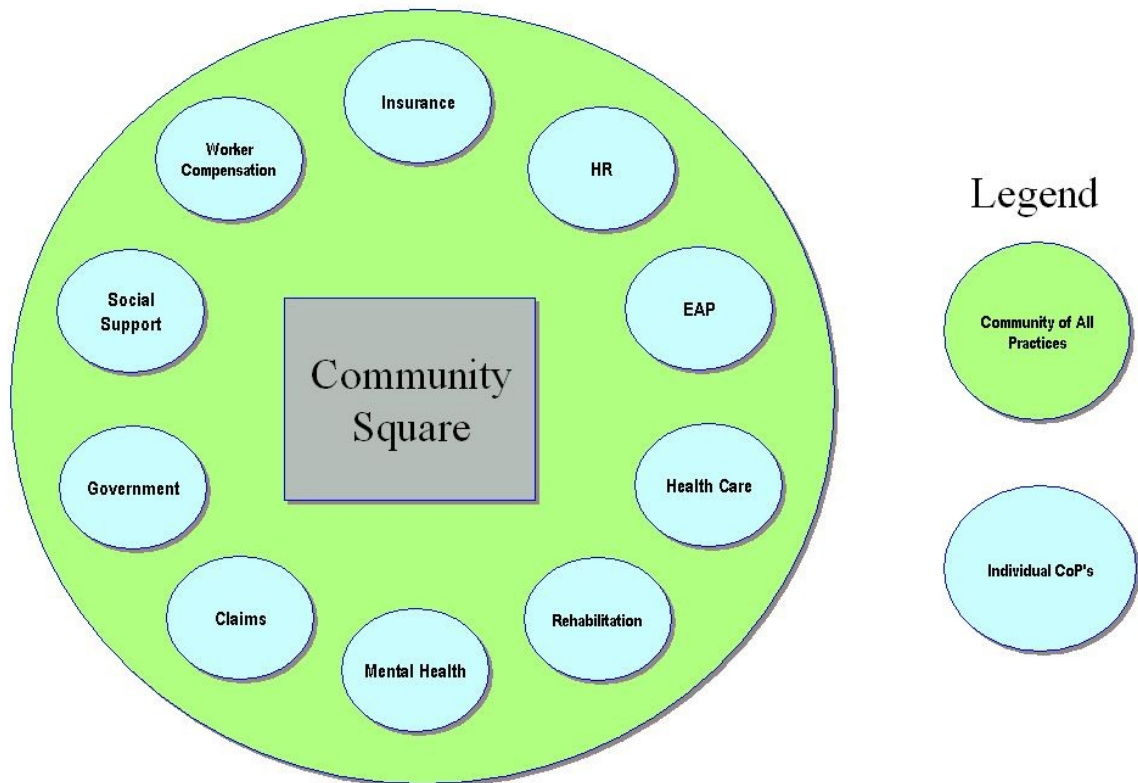 Insurance
Worker
Compensation
HR
Legend
Social
Support
EAP
Community of All
Practices
Community
Square
Government
Health Care
Individual CoP's
Claims
Rehabilitation
Mental Health